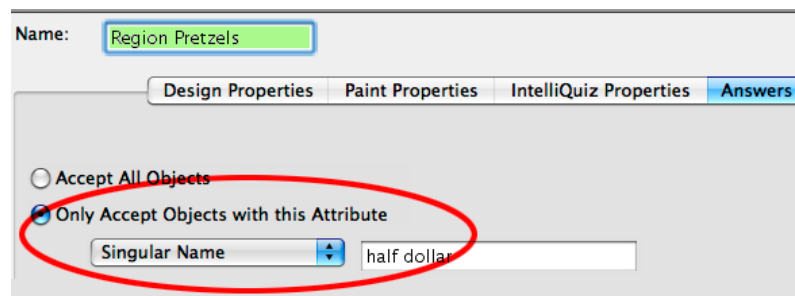 Name: Region Pretzels
Design Properties Paint Properties IntelliQuiz Properties Answers
Accept All Objects
Only Accept Objects with this Attribute
Singular Name half dollar